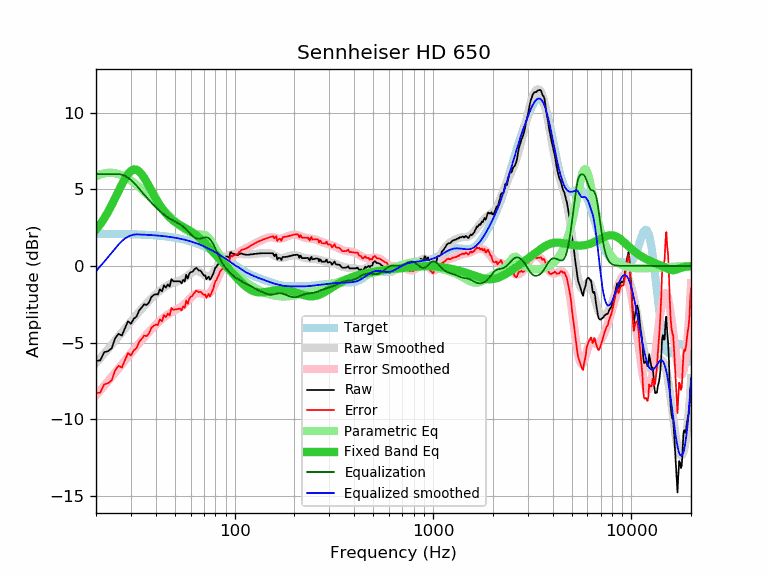 Sennheiser HD 650
Amplitude (dBr)
10
5
0
−5
−10
−15
Target
Raw Smoothed
Error Smoothed
Raw
Error
Parametric Eq
Fixed Band Eq
Equalization
Equalized smoothed
100 1000 10000
Frequency (Hz)